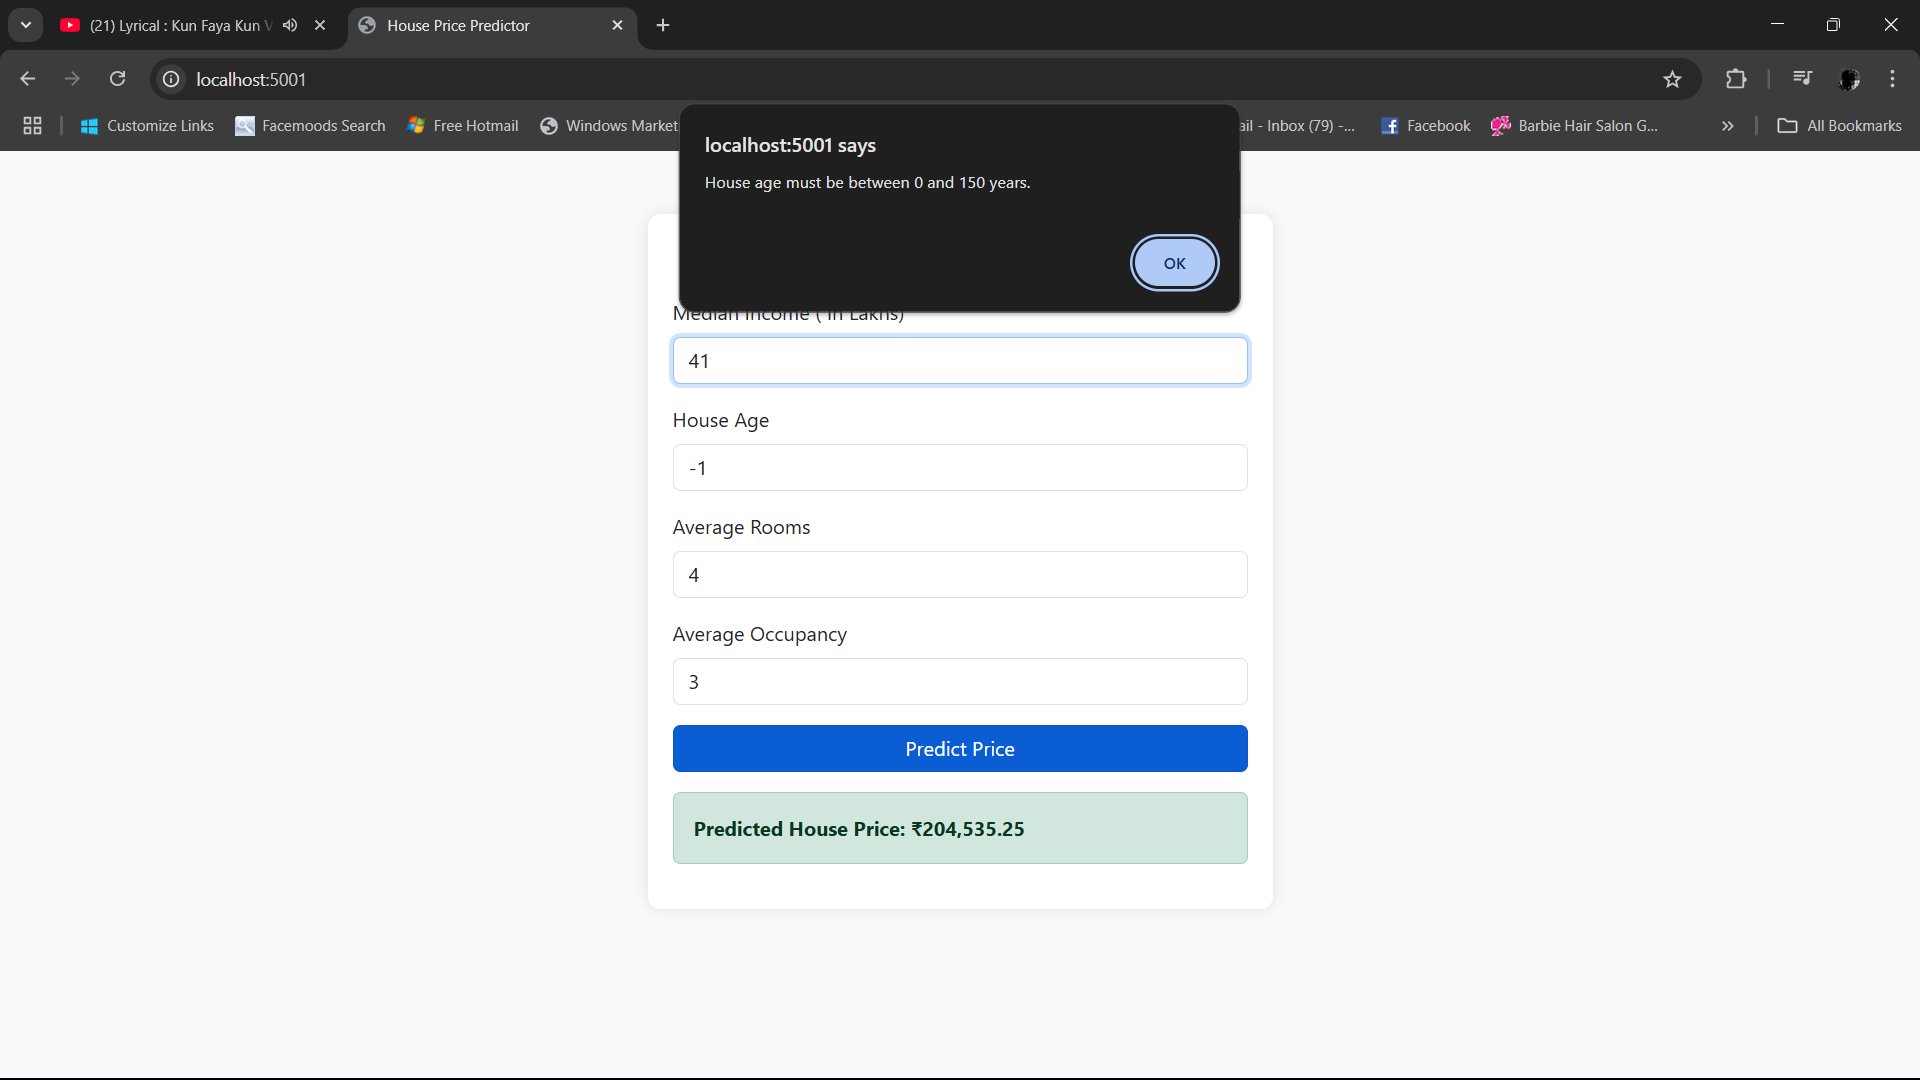 (21) Lyrical : Kun Faya Kun
House Price Predictor
localhost:5001
Customize Links
Facemoods Search
Free Hotmail
Windows Market
ail - Inbox (79) -...
Facebook
Barbie Hair Salon G...
All Bookmarks
localhost:5001 says
House age must be between 0 and 150 years.
OK
Median Income ( In Lakhs)
41
House Age
-1
Average Rooms
4
Average Occupancy
3
Predict Price
Predicted House Price: ₹204,535.25